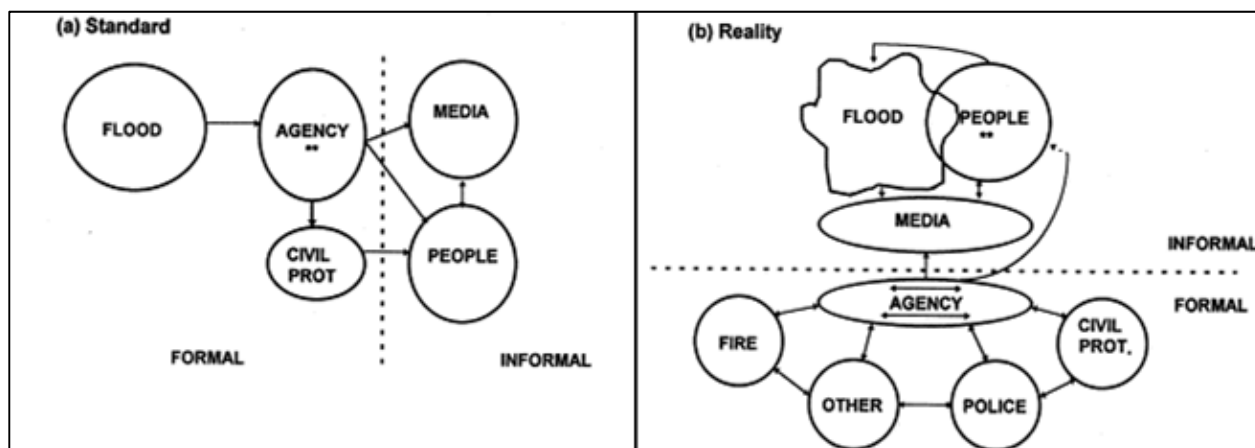 (a) Standard
FLOOD
AGENCY
**
MEDIA
CIVIL
PROT
PEOPLE
FORMAL
INFORMAL
(b) Reality
FLOOD
PEOPLE
**
MEDIA
INFORMAL
AGENCY
FORMAL
FIRE
CIVIL
PROT.
OTHER
POLICE